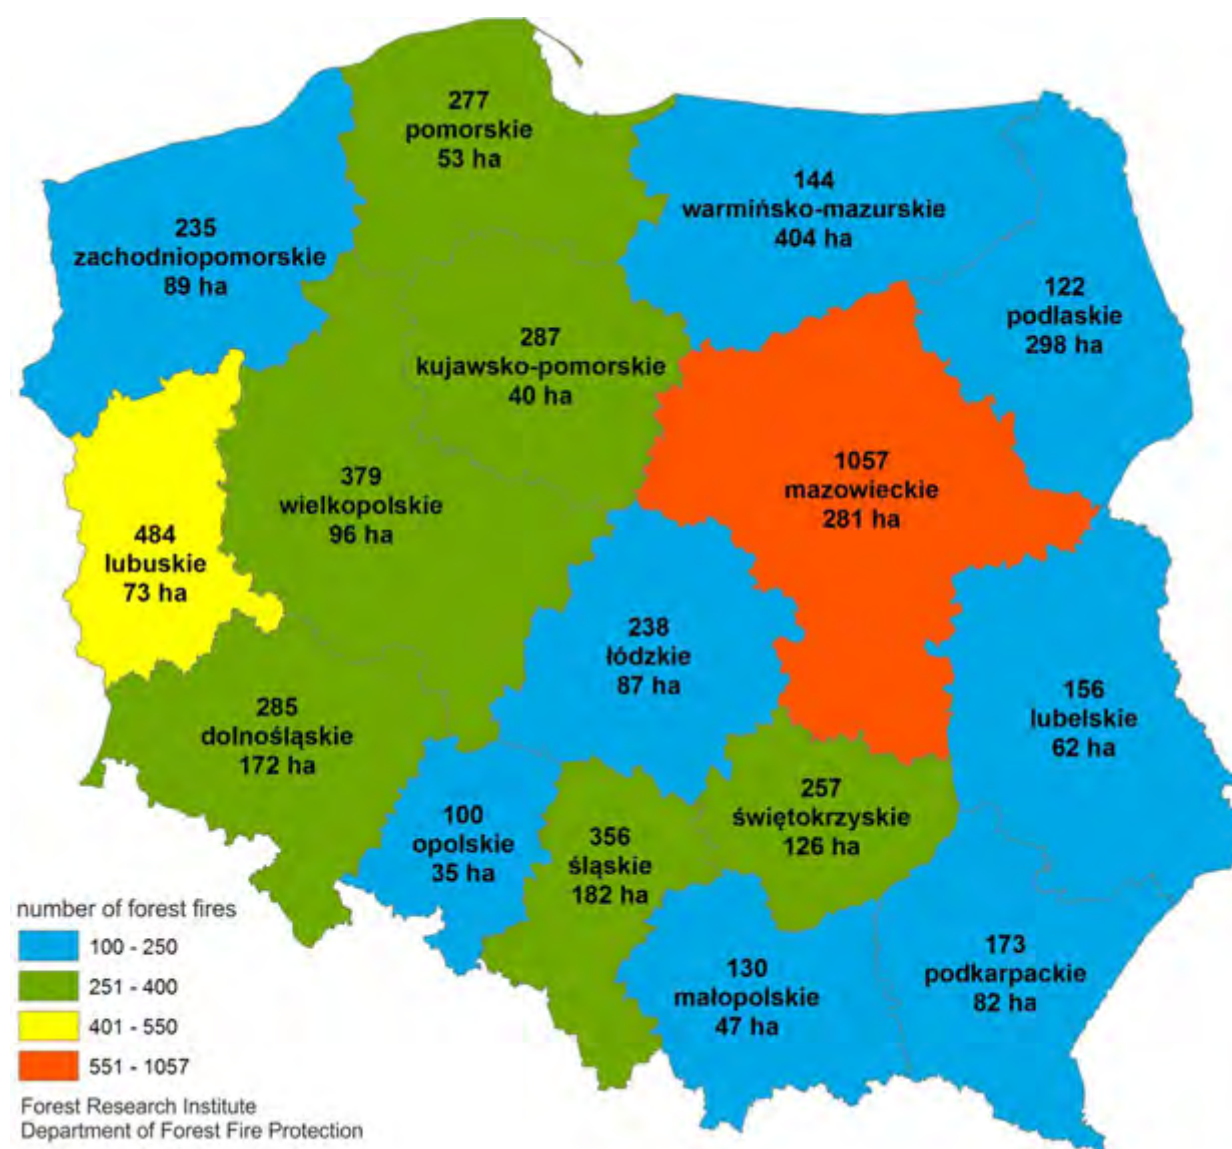 277
pomorskie
53 ha
144
warmińsko-mazurskie
404 ha
235
zachodniopomorskie
89 ha
122
podlaskie
298 ha
287
kujawsko-pomorskie
40 ha
1057
mazowieckie
281 ha
379
wielkopolskie
96 ha
484
lubuskie
73 ha
238
łódzkie
87 ha
156
lubelskie
62 ha
285
dolnośląskie
172 ha
257
świętokrzyskie
126 ha
100
opolskie
35 ha
356
śląskie
182 ha
173
podkarpackie
82 ha
130
małopolskie
47 ha
number of forest fires
100 - 250
251 - 400
401 - 550
551 - 1057
Forest Research Institute
Department of Forest Fire Protection